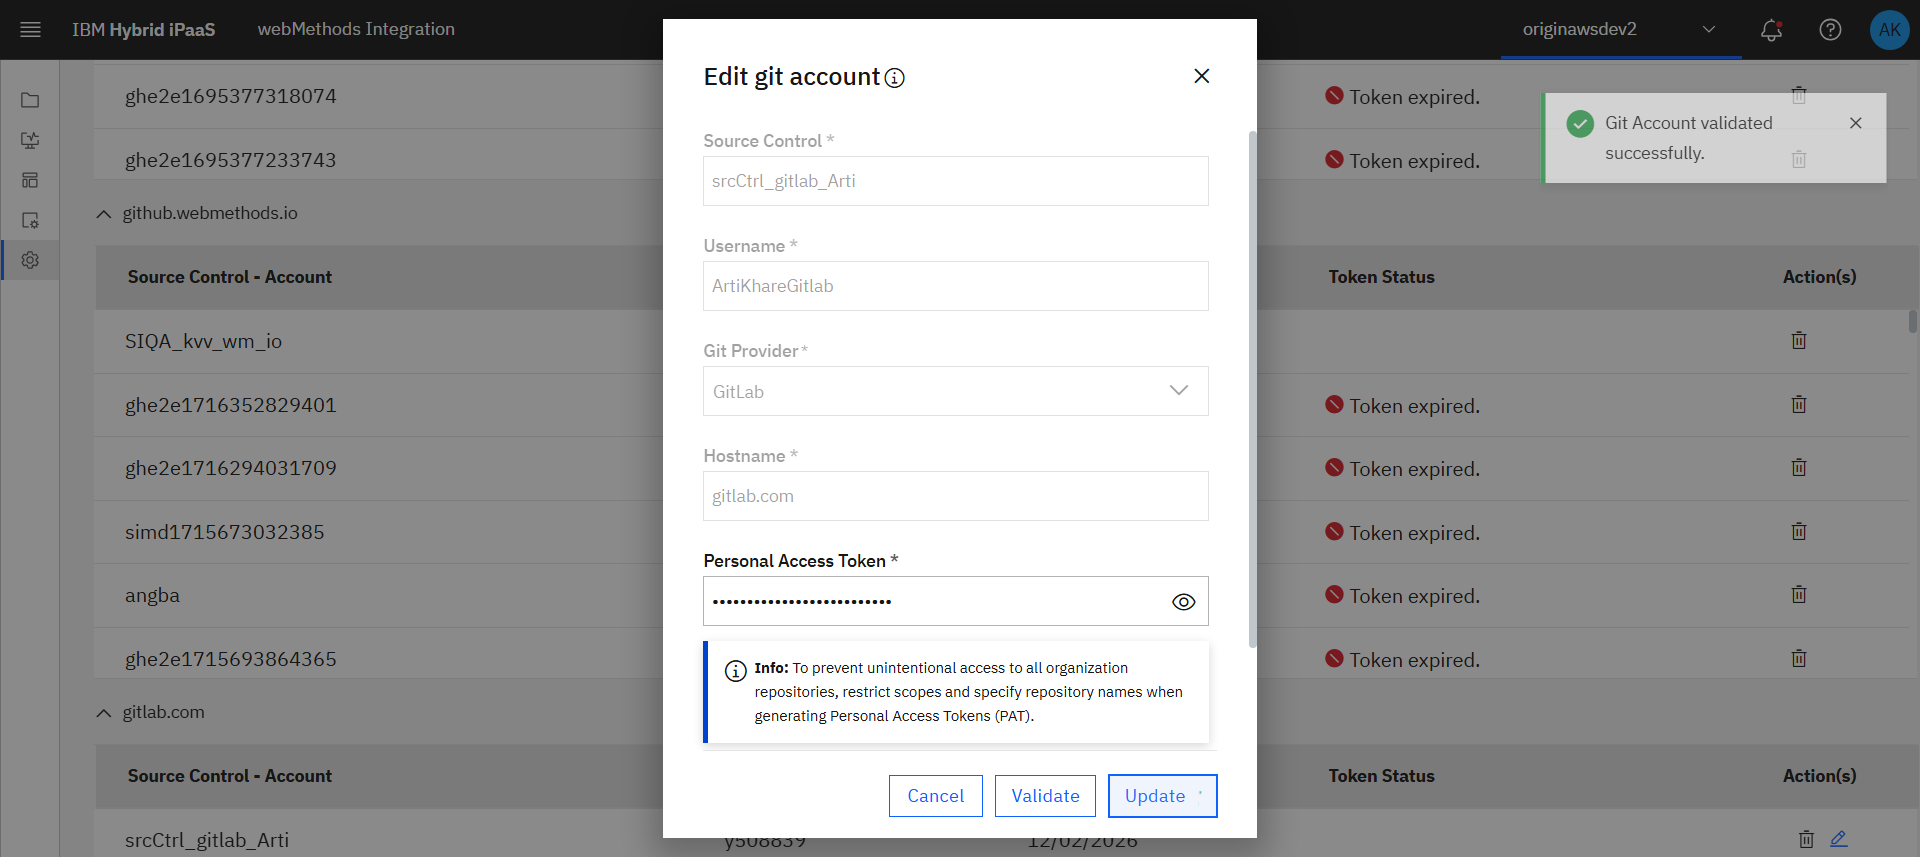 IBM Hybrid iPaaS
webMethods Integration
originawsdev2
AK
ghe2e1695377318074
Token expired.
ghe2e1695377233743
Token expired.
github.webmethods.io
Source Control - Account
Token Status
Action(s)
SIQA_kvv_wm_io
ghe2e1716352829401
Token expired.
ghe2e1716294031709
Token expired.
simd1715673032385
Token expired.
angba
Token expired.
ghe2e1715693864365
Token expired.
gitlab.com
Source Control - Account
Token Status
Action(s)
srcCtrl_gitlab_Arti
y508839
12/02/2026
Edit git account
Source Control *
srcCtrl_gitlab_Arti
Username *
ArtiKhareGitlab
Git Provider*
GitLab
Hostname *
gitlab.com
Personal Access Token *
••••••••••••••••••••••••••
Info: To prevent unintentional access to all organization
repositories, restrict scopes and specify repository names when
generating Personal Access Tokens (PAT).
Cancel
Validate
Update
Git Account validated
successfully.